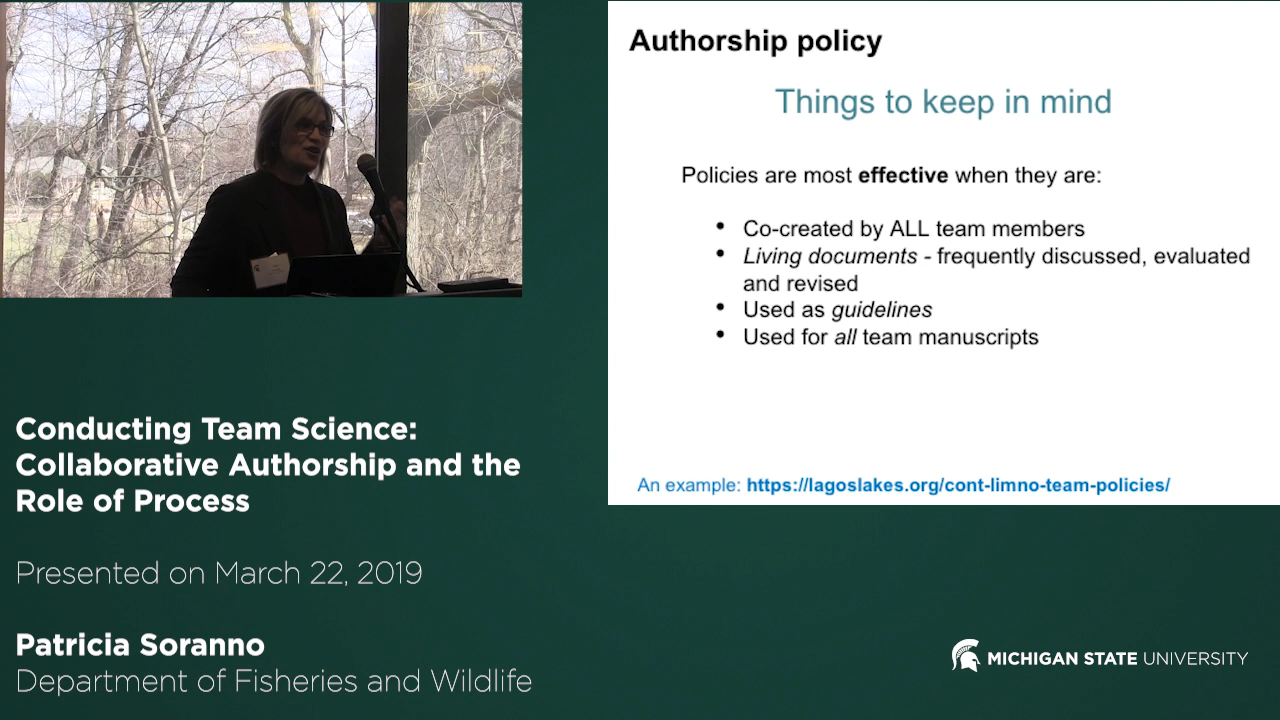 Authorship policy
Things to keep in mind
Policies are most effective when they are:
• Co-created by ALL team members
• Living documents - frequently discussed, evaluated
and revised
• Used as guidelines
• Used for all team manuscripts
An example: https://lagoslakes.org/cont-limno-team-policies/
Conducting Team Science:
Collaborative Authorship and the
Role of Process
Presented on March 22, 2019
Patricia Soranno
Department of Fisheries and Wildlife
MICHIGAN STATE UNIVERSITY